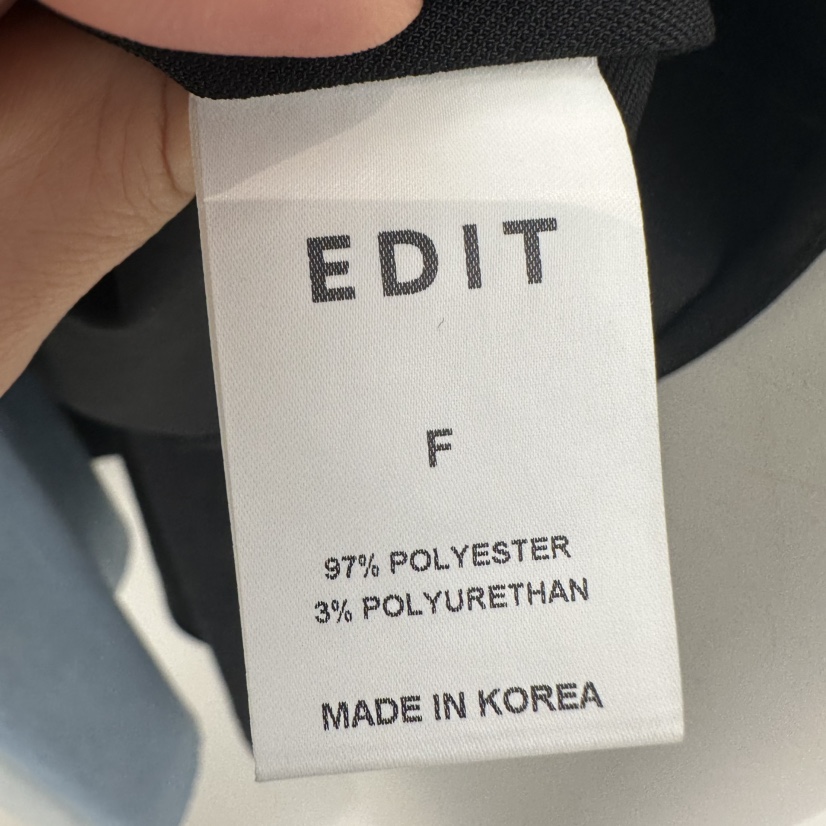 EDIT
F
97% POLYESTER
3% POLYURETHAN
MADE IN KOREA